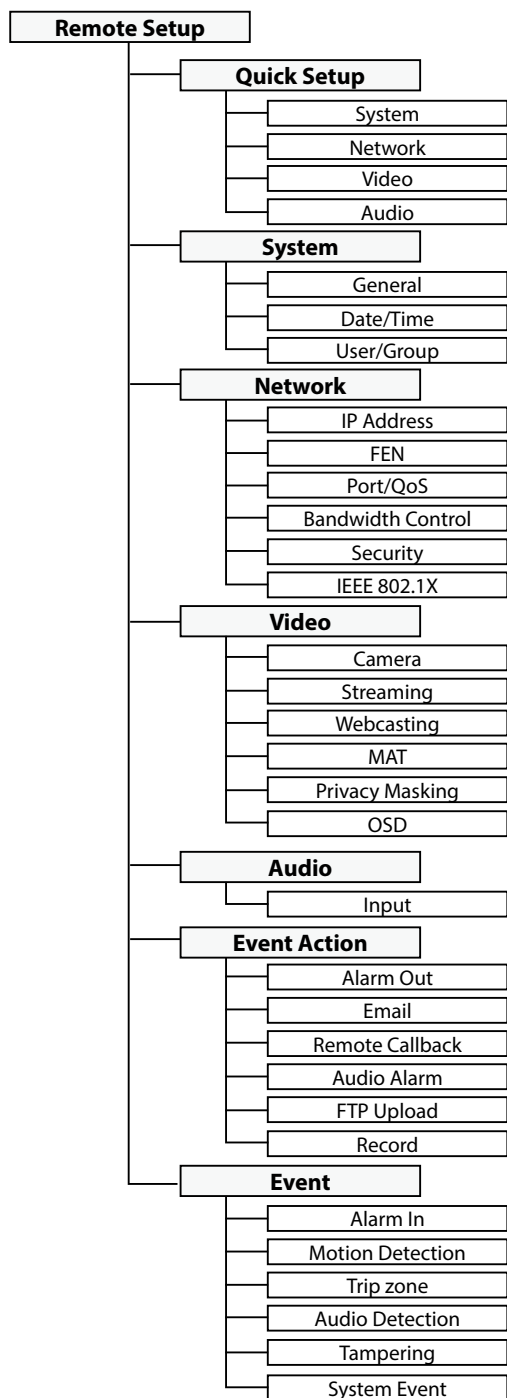 Remote Setup
Quick Setup
System
Network
Video
Audio
System
General
Date/Time
User/Group
Network
IP Address
FEN
Port/QoS
Bandwidth Control
Security
IEEE 802.1X
Video
Camera
Streaming
Webcasting
MAT
Privacy Masking
OSD
Audio
Input
Event Action
Alarm Out
Email
Remote Callback
Audio Alarm
FTP Upload
Record
Event
Alarm In
Motion Detection
Trip zone
Audio Detection
Tampering
System Event